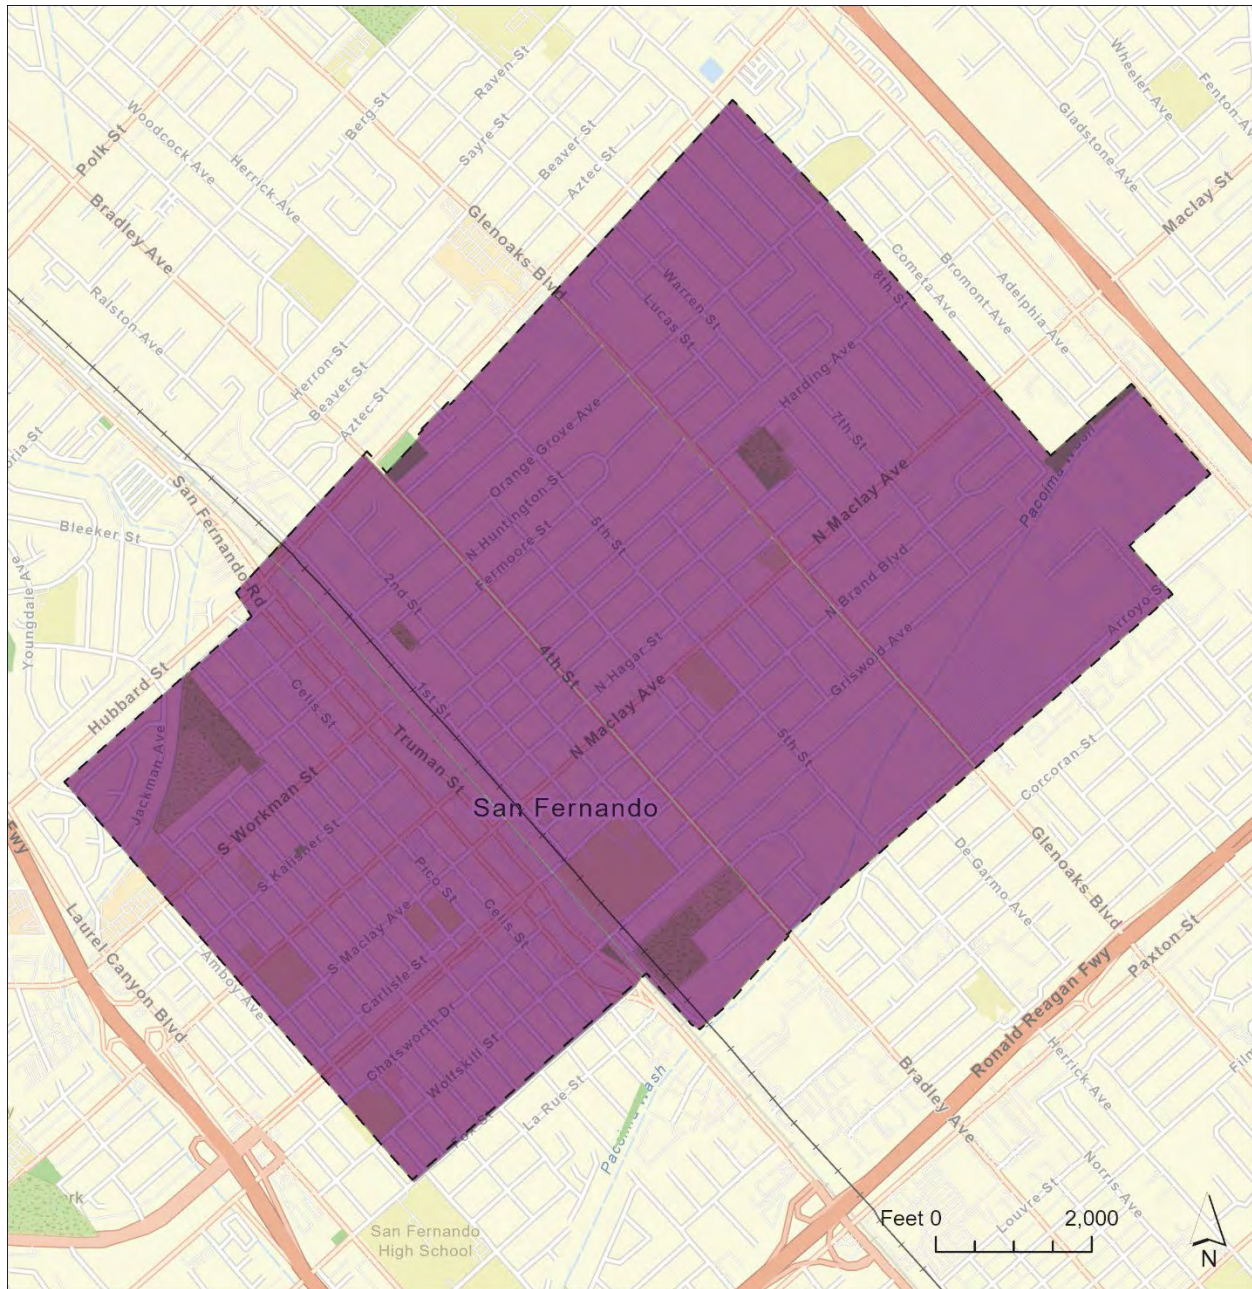 Raven St
Wheeler Ave
Fenton Av
Berg St
Gladstone Ave
Woodcock Ave
Sayre St
Beaver St
Polk St
Herrick Ave
Aztec St
Maclay St
Bradley Ave
Glenoaks Blvd
Cometa Ave
Bromont Ave
Adelphia Ave
8th St
Warren St
Lucas St
Ralston Ave
Herron St
Beaver St
Aztec St
Harding Ave
7th St
Orange Grove Ave
N Maclay Ave
Pacoima Wash
oria St
San Fernando Rd
N Huntington St
5th St
Fermoore St
Bleeker St
Youngdale Ave
2nd St
N Brand Blvd
Arroyo S
4th St
N Hagar St
Griswold Ave
Hubbard St
Celis St
1st St
N Maclay Ave
Truman St
5th St
Jackman Ave
Corcoran St
San Fernando
S Workman St
Fwy
S Kalisher St
Pico St
De Garmo Ave
Glenoaks Blvd
Celis St
S Maclay Ave
Laurel Canyon Blvd
Amboy Ave
Carlisle St
Paxton St
Ronald Reagan Fwy
Chatsworth Dr
Wolfskill St
La Rue St
Pacoima Wash
Bradley Ave
Herrick Ave
Film
Norris Ave
Louvre St
rk
San Fernando
High School
Feet 0 2,000
N